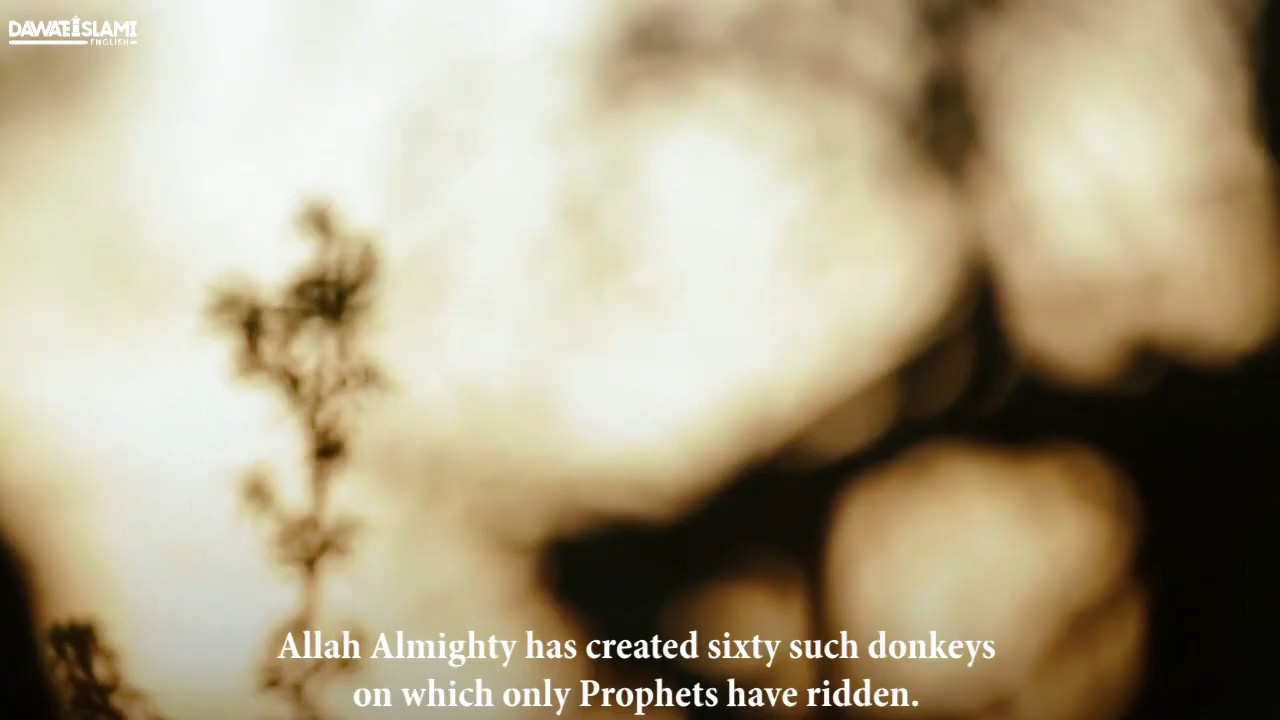 DAWATEISLAMI
ENGLISH
Allah Almighty has created sixty such donkeys
on which only Prophets have ridden.